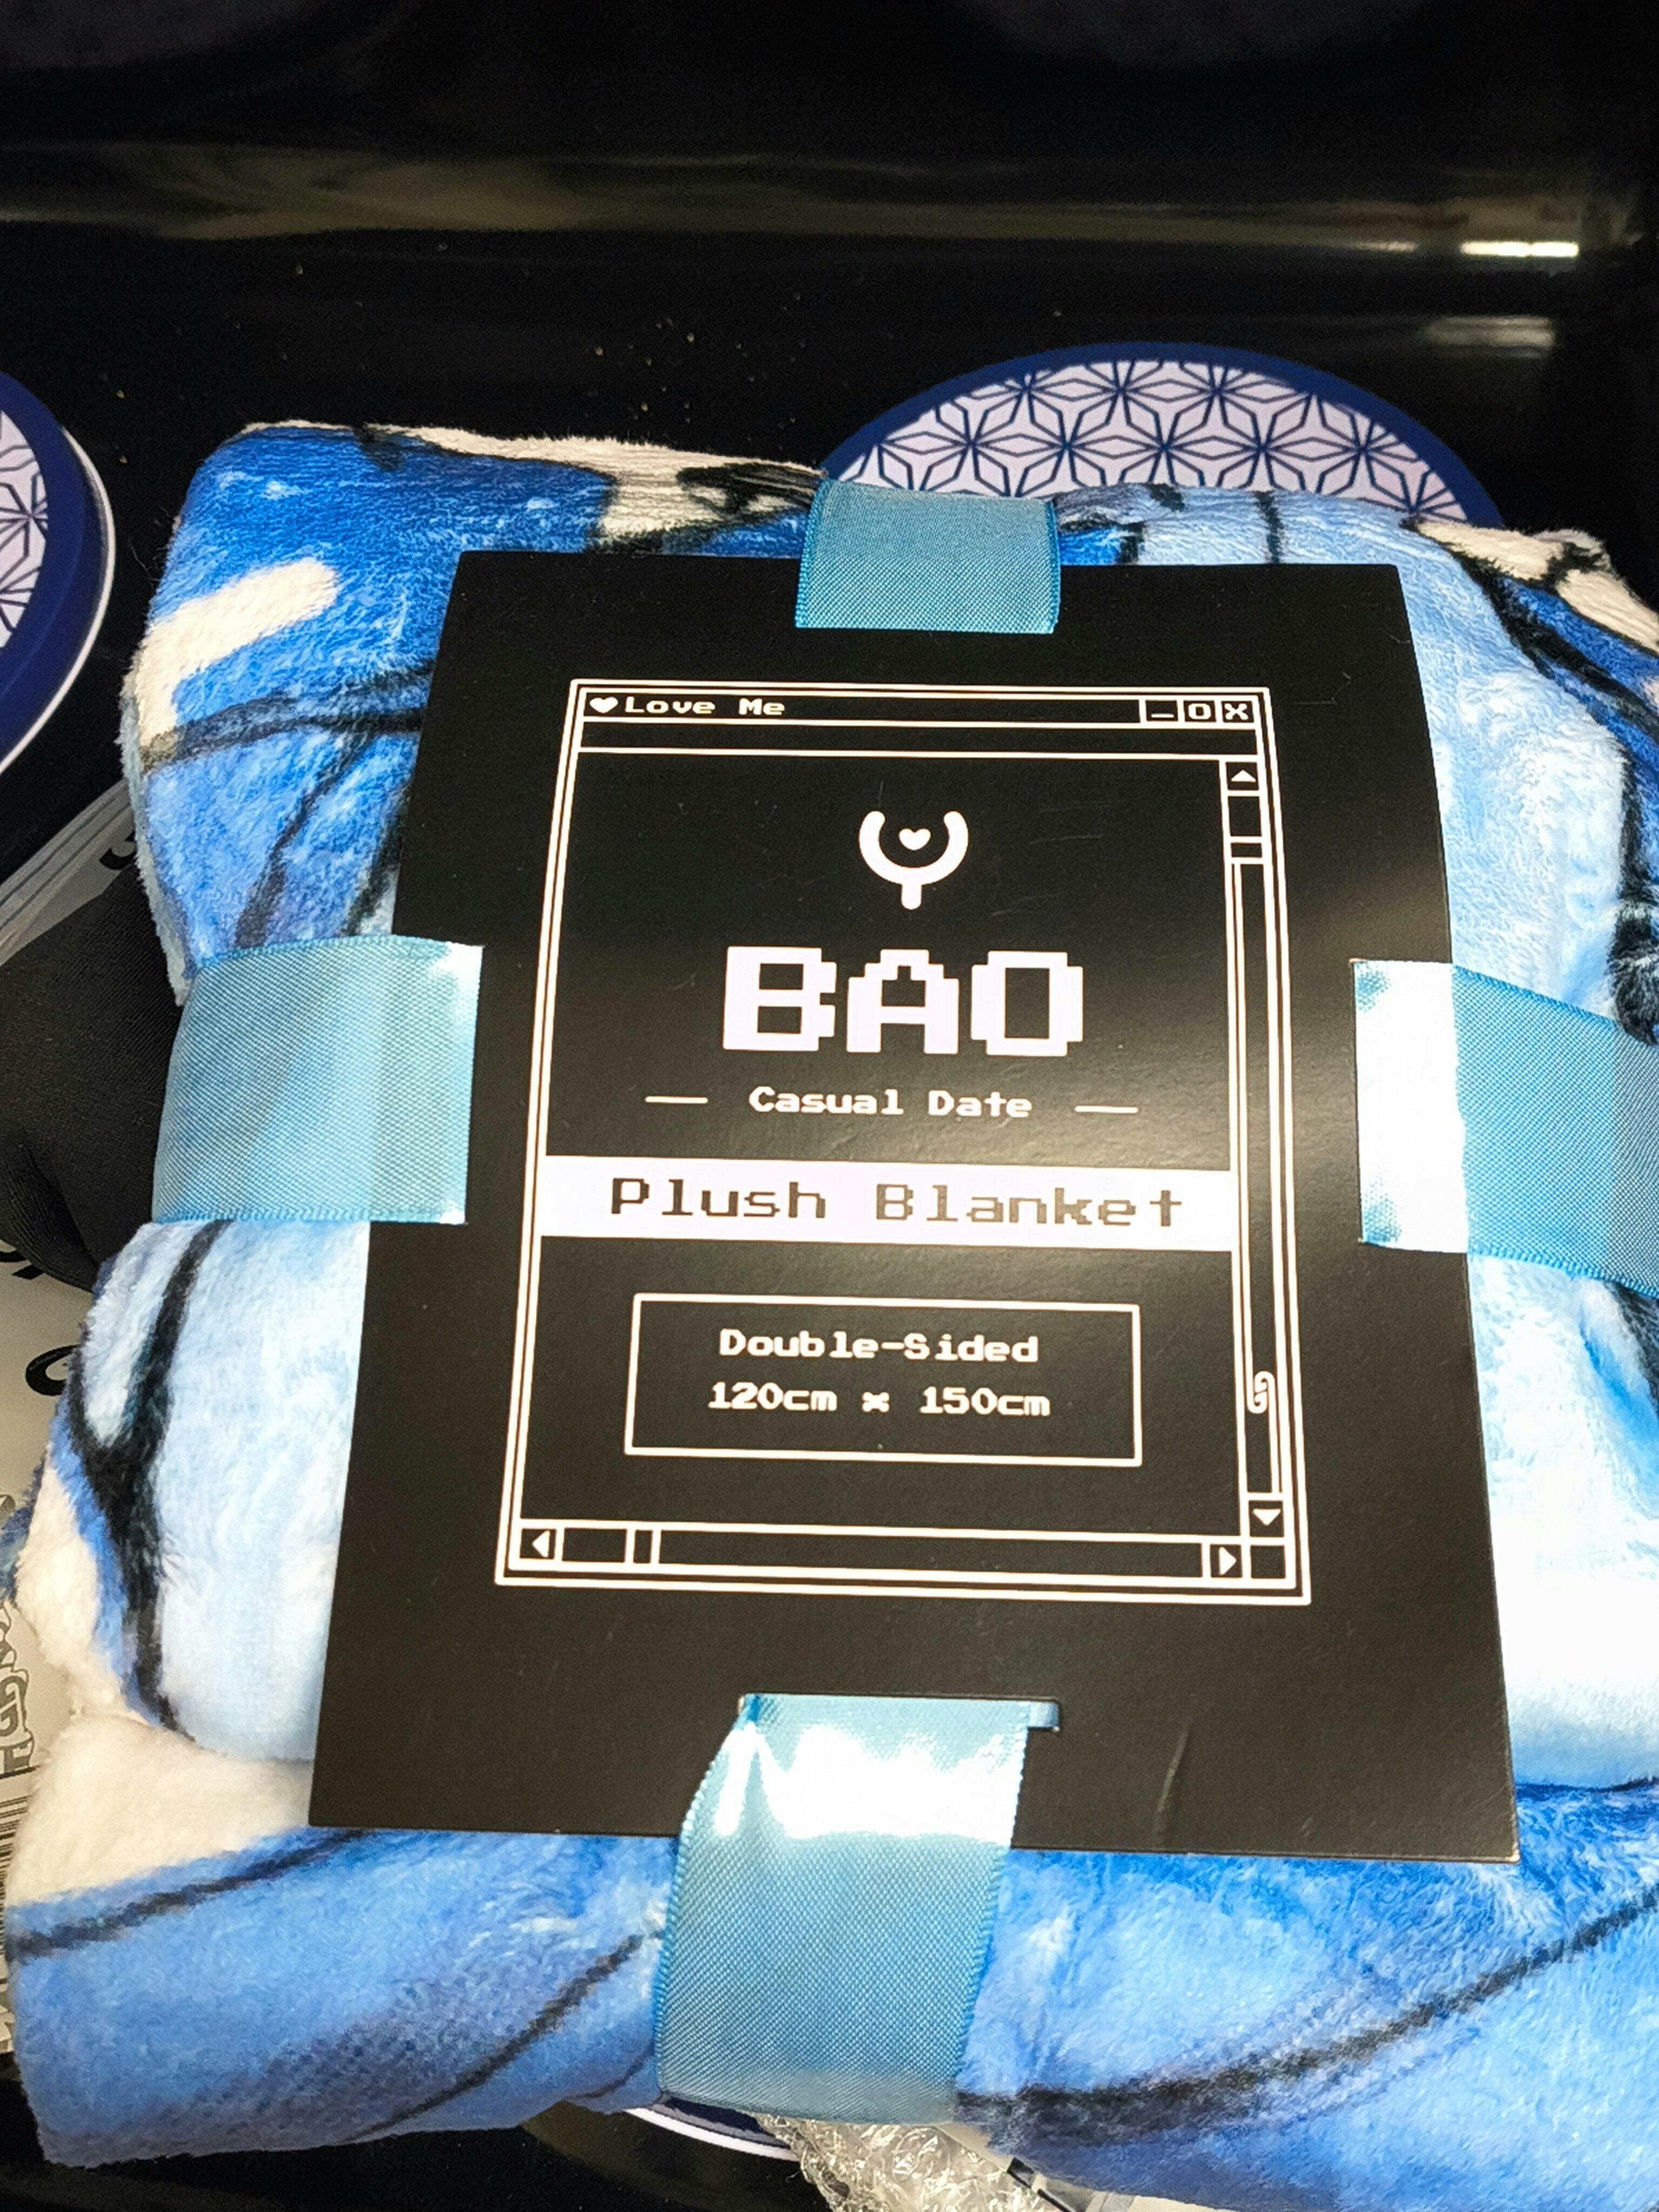 Love Me
BAO
Casual Date
Plush Blanket
Double-Sided
120cm x 150cm